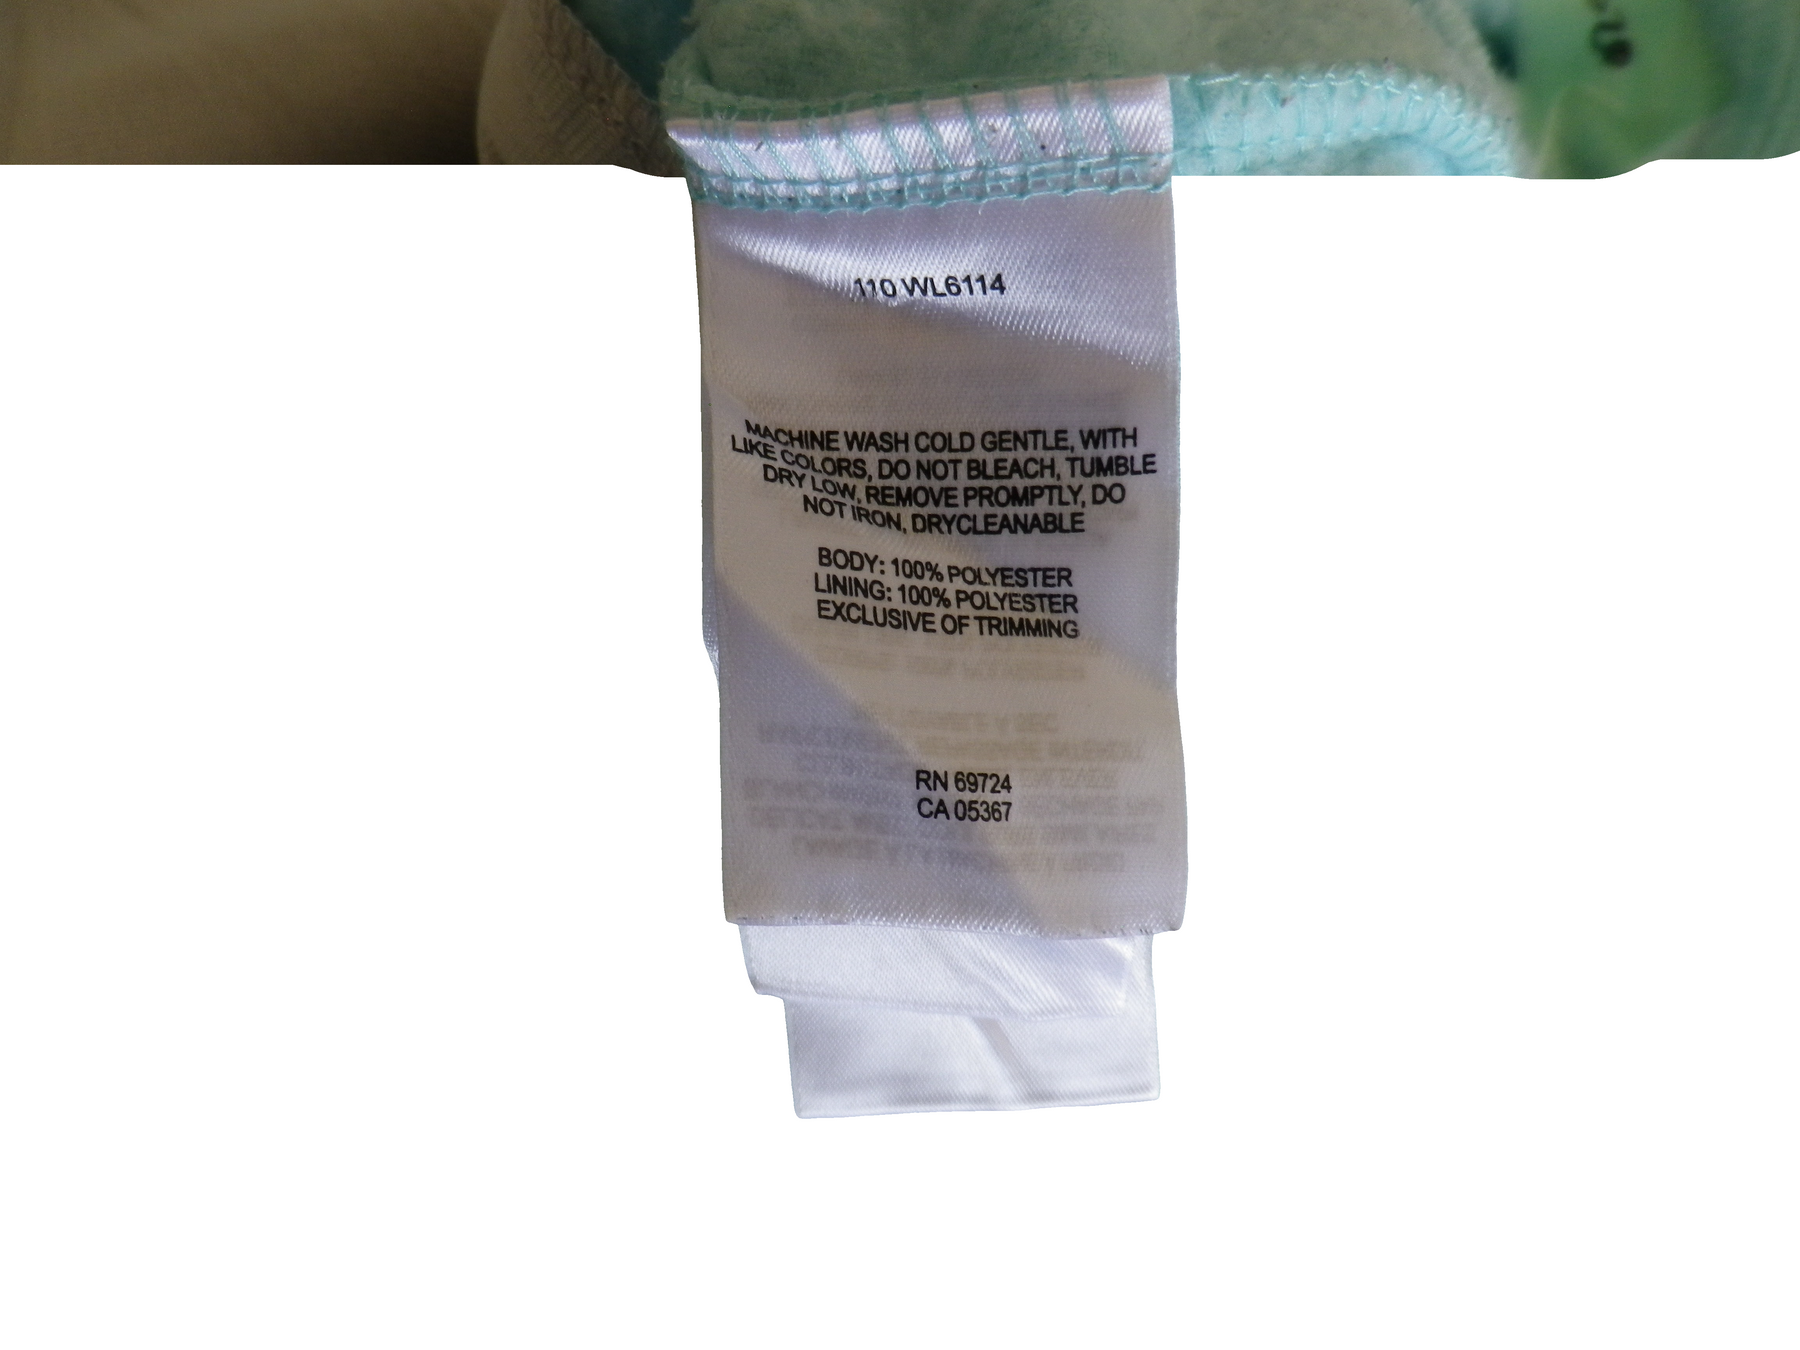 110 WL6114
MACHINE WASH COLD GENTLE, WITH
LIKE COLORS, DO NOT BLEACH, TUMBLE
DRY LOW, REMOVE PROMPTLY, DO
NOT IRON, DRYCLEANABLE
BODY: 100% POLYESTER
LINING: 100% POLYESTER
EXCLUSIVE OF TRIMMING
RN 69724
CA 05367